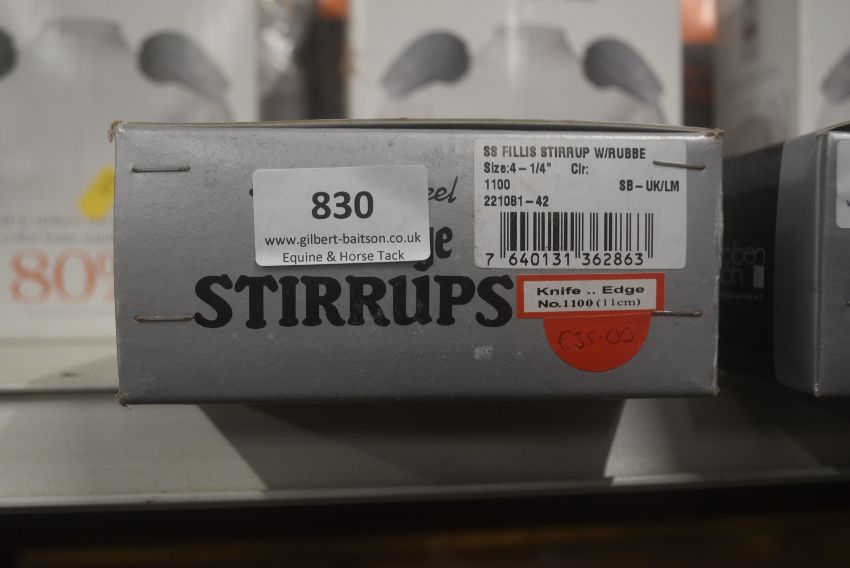 SS FILLIS STIRRUP W/RUBBE
Size:4-1/4" Clr:
1100 SB-UK/LM
221081-42
7 640131 362863
830
www.gilbert-baitson.co.uk
Equine & Horse Tack
STIRRUPS
Knife .. Edge
No.1100 (11cm)
£35.00
80%